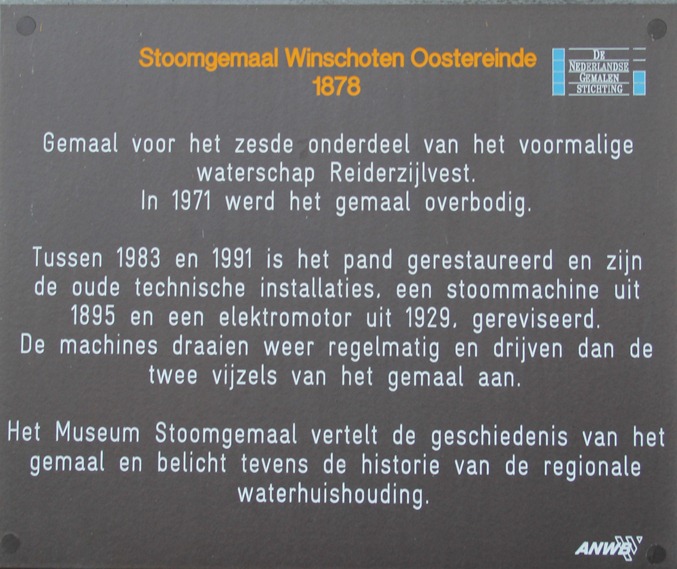 Stoomgemaal Winschoten Oostereinde
1878
DE
NEDERLANDSE
GEMALEN
STICHTING
Gemaal voor het zesde onderdeel van het voormalige
waterschap Reiderzijlvest.
In 1971 werd het gemaal overbodig.
Tussen 1983 en 1991 is het pand gerestaureerd en zijn
de oude technische installaties, een stoommachine uit
1895 en een elektromotor uit 1929, gereviseerd.
De machines draaien weer regelmatig en drijven dan de
twee vijzels van het gemaal aan.
Het Museum Stoomgemaal vertelt de geschiedenis van het
gemaal en belicht tevens de historie van de regionale
waterhuishouding.
ANWB